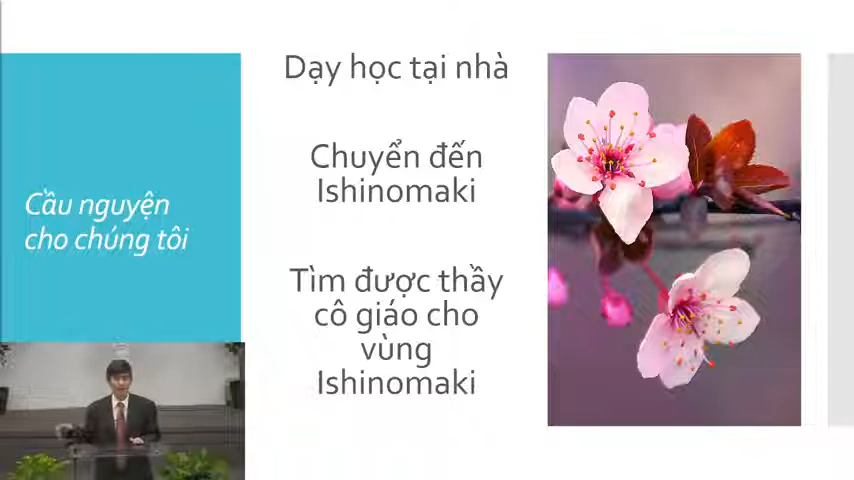 Cầu nguyện
cho chúng tôi
Dạy học tại nhà
Chuyển đến
Ishinomaki
Tìm được thầy
cô giáo cho
vùng
Ishinomaki